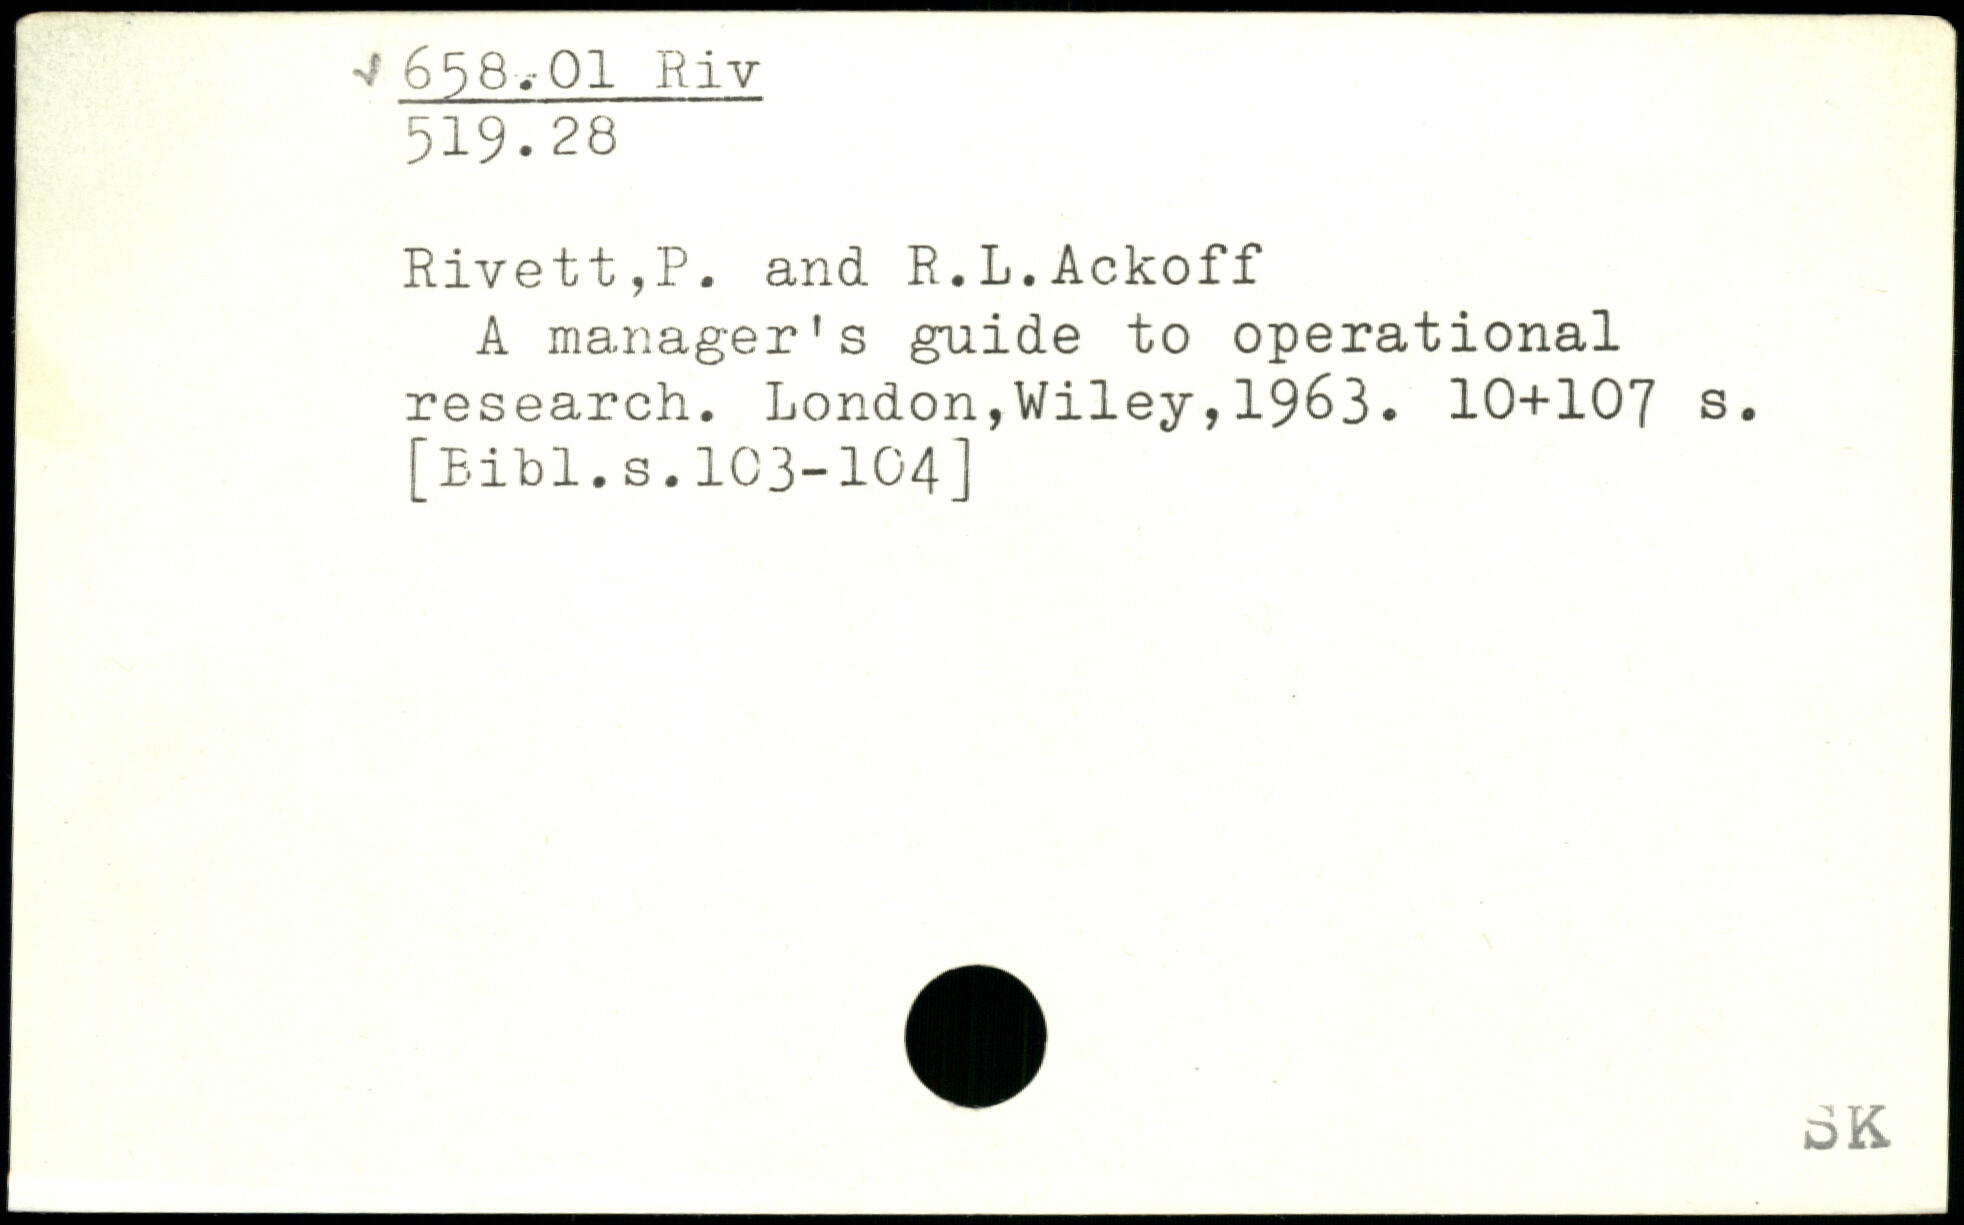 658.01 Riv
519.28
Rivett,P. and R.L.Ackoff
A manager's guide to operational
research. London,Wiley,1963. 10+107 s.
[Bibl.s.103-104]
SK